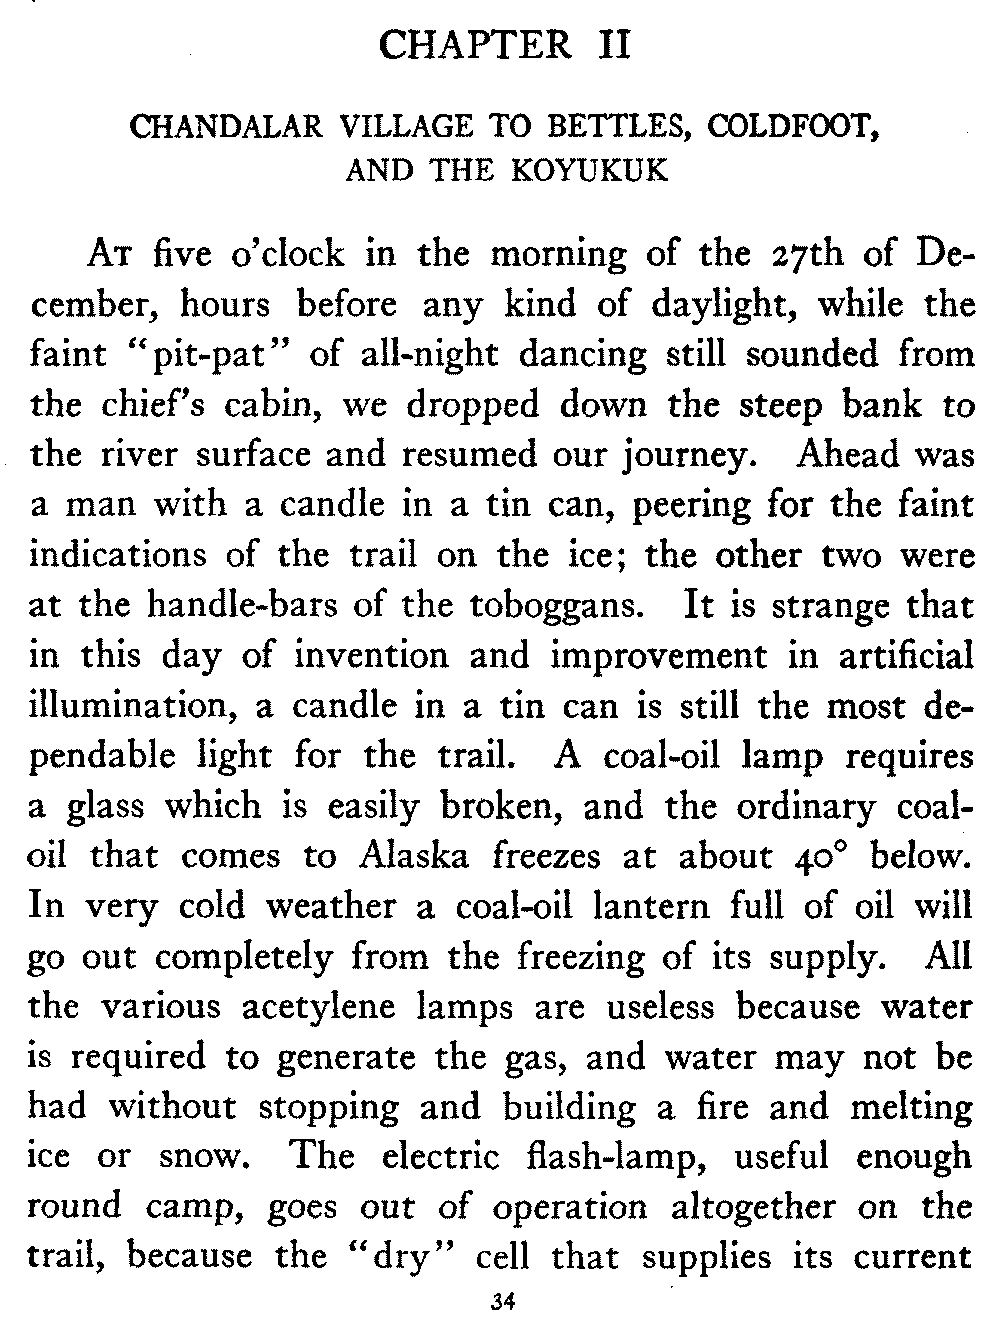 CHAPTER II
CHANDALAR VILLAGE TO BETTLES, COLDFOOT,
AND THE KOYUKUK
At five o'clock in the morning of the 27th of De-
cember, hours before any kind of daylight, while the
faint "pit-pat" of all-night dancing still sounded from
the chief's cabin, we dropped down the steep bank to
the river surface and resumed our journey. Ahead was
a man with a candle in a tin can, peering for the faint
indications of the trail on the ice; the other two were
at the handle-bars of the toboggans. It is strange that
in this day of invention and improvement in artificial
illumination, a candle in a tin can is still the most de-
pendable light for the trail. A coal-oil lamp requires
a glass which is easily broken, and the ordinary coal-
oil that comes to Alaska freezes at about 40° below.
In very cold weather a coal-oil lantern full of oil will
go out completely from the freezing of its supply. All
the various acetylene lamps are useless because water
is required to generate the gas, and water may not be
had without stopping and building a fire and melting
ice or snow. The electric flash-lamp, useful enough
round camp, goes out of operation altogether on the
trail, because the "dry" cell that supplies its current
34